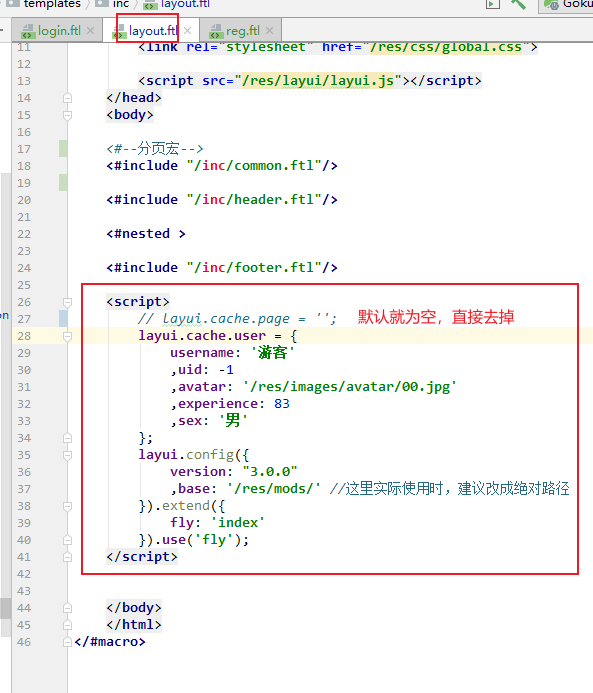 templates inc layout.ftl Goku
login.ftl layout.ftl reg.ftl
11 <link rel="stylesheet" href="/res/css/global.css">
12
13 <script src="/res/layui/layui.js"></script>
14 </head>
15 <body>
16
17 <#--分页宏-->
18 <#include "/inc/common.ftl"/>
19
20 <#include "/inc/header.ftl"/>
21
22 <#nested >
23
24 <#include "/inc/footer.ftl"/>
25
26 <script>
27 // layui.cache.page = ''; 默认就为空，直接去掉
28 layui.cache.user = {
29 username: '游客'
30 ,uid: -1
31 ,avatar: '/res/images/avatar/00.jpg'
32 ,experience: 83
33 ,sex: '男'
34 };
35 layui.config({
36 version: "3.0.0"
37 ,base: '/res/mods/' //这里实际使用时，建议改成绝对路径
38 }).extend({
39 fly: 'index'
40 }).use('fly');
41 </script>
42
43
44 </body>
45 </html>
46 </#macro>